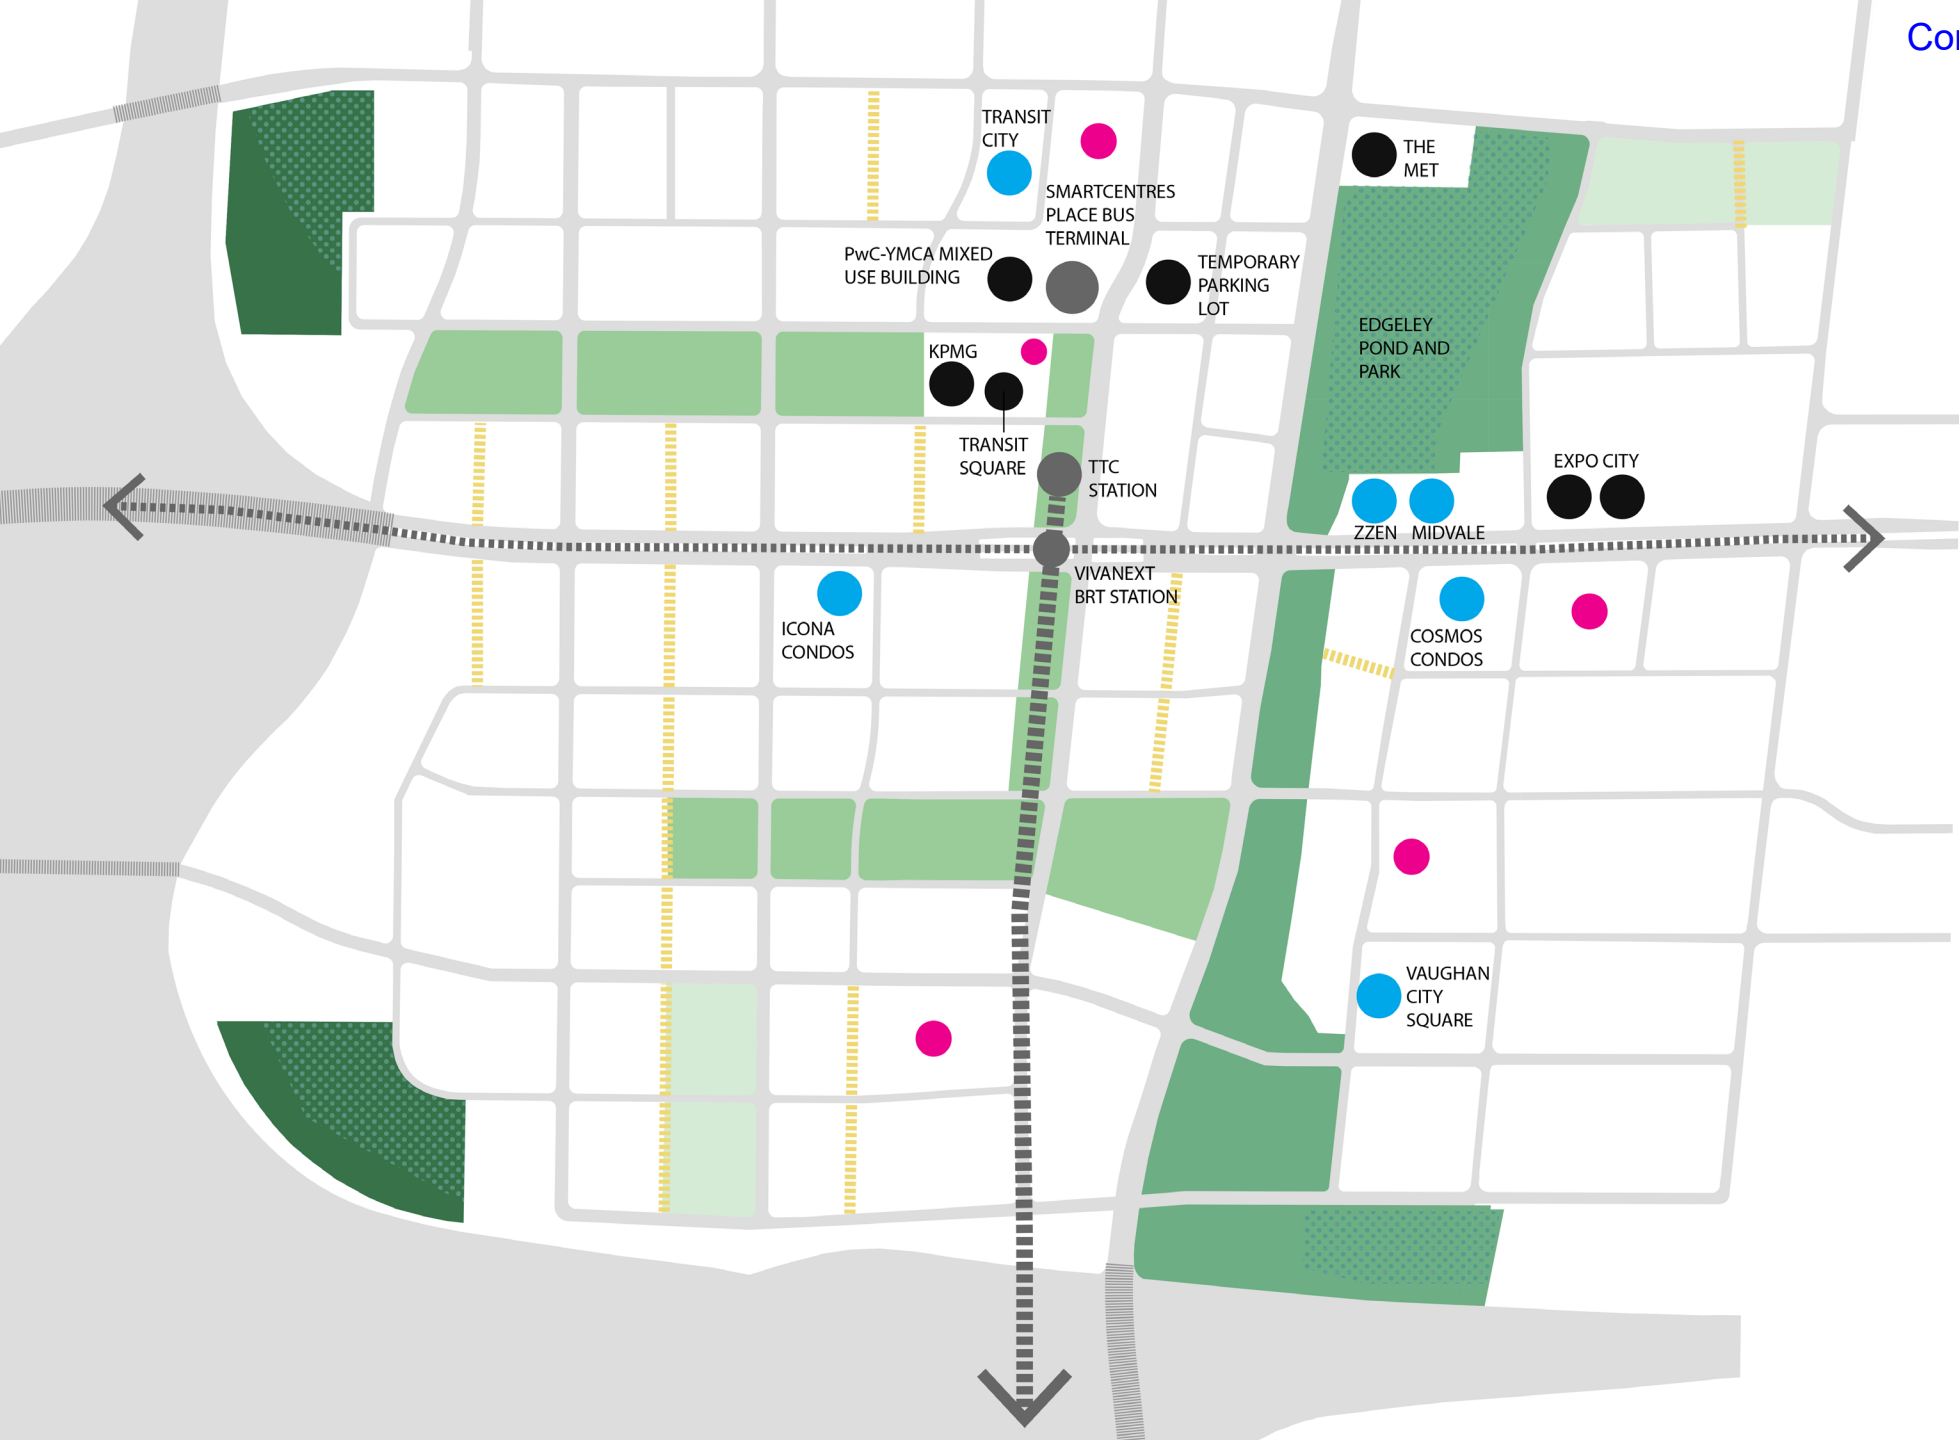 Co
TRANSIT
CITY
THE
MET
SMARTCENTRES
PLACE BUS
TERMINAL
PwC-YMCA MIXED
USE BUILDING
TEMPORARY
PARKING
LOT
EDGELEY
POND AND
PARK
KPMG
TRANSIT
SQUARE
TTC
STATION
EXPO CITY
ZZEN
MIDVALE
VIVANEXT
BRT STATION
ICONA
CONDOS
COSMOS
CONDOS
VAUGHAN
CITY
SQUARE